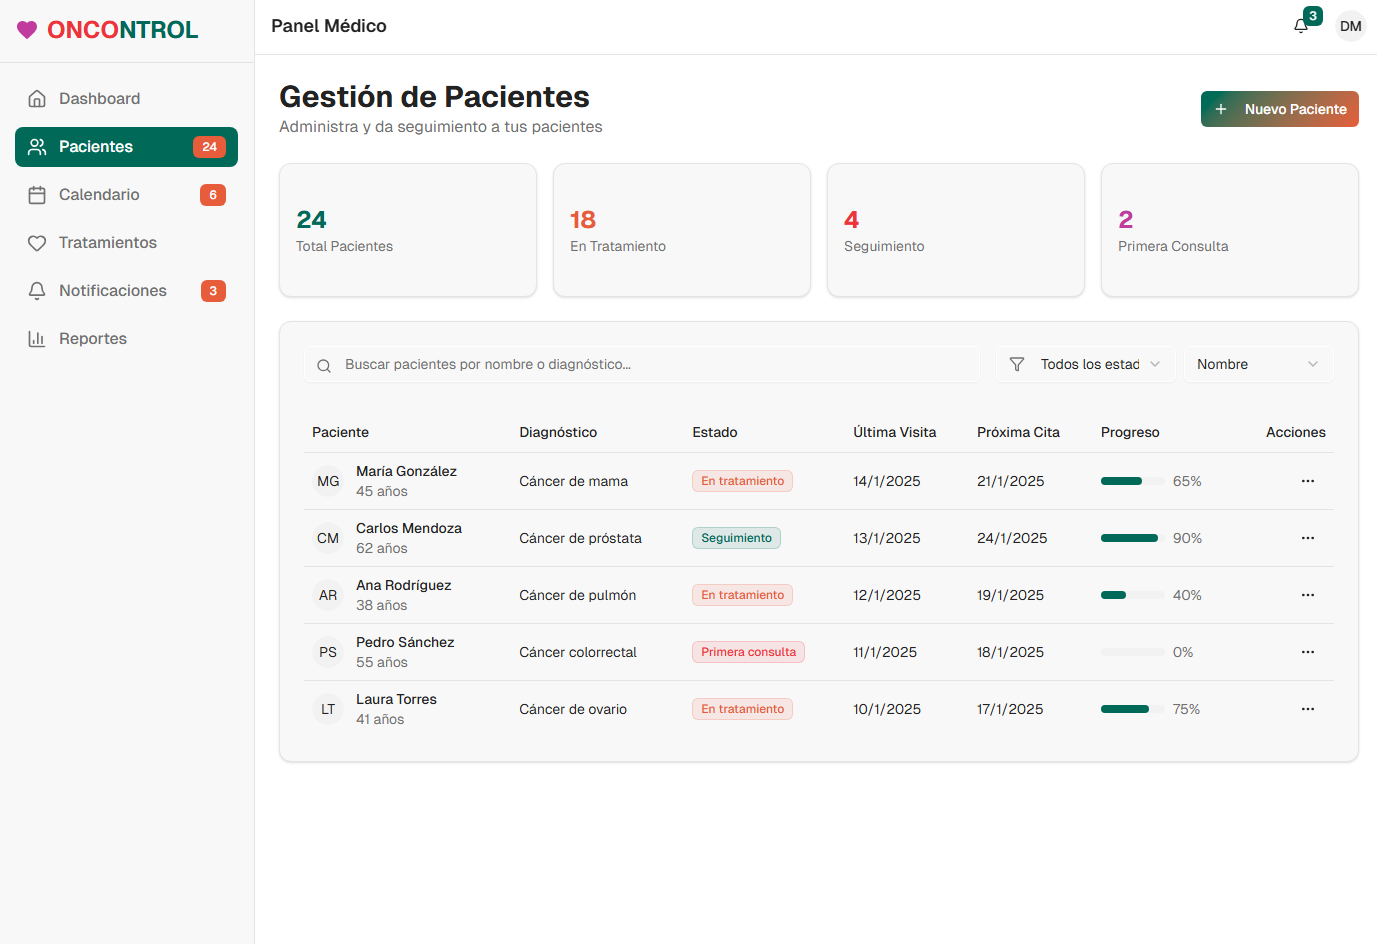 ONCONTROL
Panel Médico
3
DM
Dashboard
Pacientes 24
Calendario 6
Tratamientos
Notificaciones 3
Reportes
Gestión de Pacientes
Administra y da seguimiento a tus pacientes
+ Nuevo Paciente
24
Total Pacientes
18
En Tratamiento
4
Seguimiento
2
Primera Consulta
Buscar pacientes por nombre o diagnóstico...
Todos los estad
Nombre
Paciente Diagnóstico Estado Última Visita Próxima Cita Progreso Acciones
MG María González 45 años Cáncer de mama En tratamiento 14/1/2025 21/1/2025 65% ...
CM Carlos Mendoza 62 años Cáncer de próstata Seguimiento 13/1/2025 24/1/2025 90% ...
AR Ana Rodríguez 38 años Cáncer de pulmón En tratamiento 12/1/2025 19/1/2025 40% ...
PS Pedro Sánchez 55 años Cáncer colorrectal Primera consulta 11/1/2025 18/1/2025 0% ...
LT Laura Torres 41 años Cáncer de ovario En tratamiento 10/1/2025 17/1/2025 75% ...